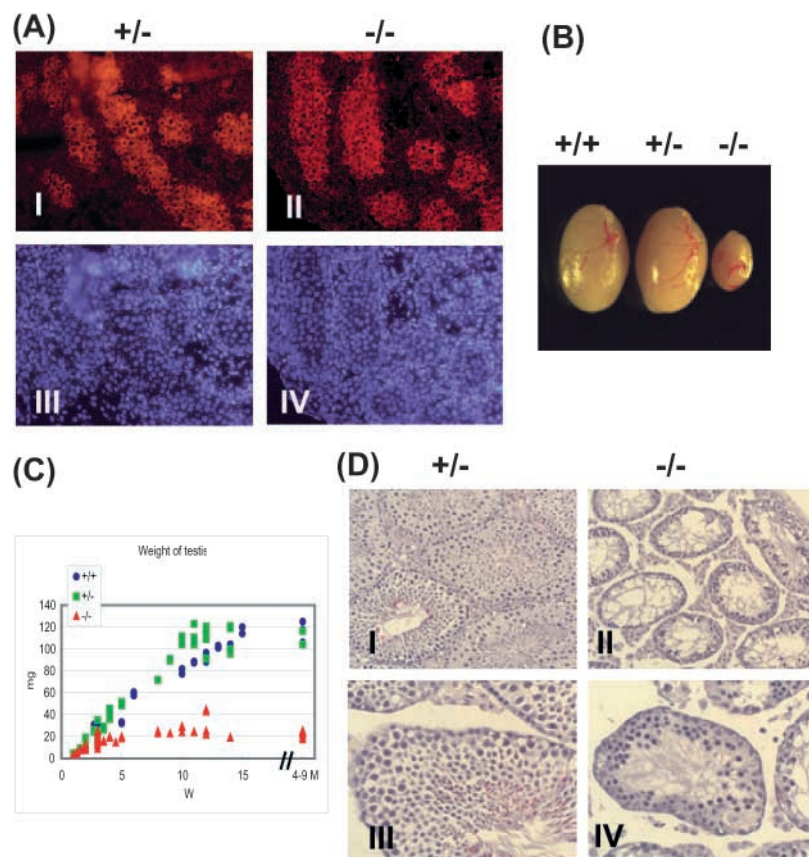 (A)
+/-
-/-
I
II
III
IV
(B)
+/+
+/-
-/-
(C)
Weight of testis
+/+
+/-
-/-
140
120
100
80
60
40
20
0
mg
0
5
10
15
//
4-9 M
W
(D)
+/-
-/-
I
II
III
IV